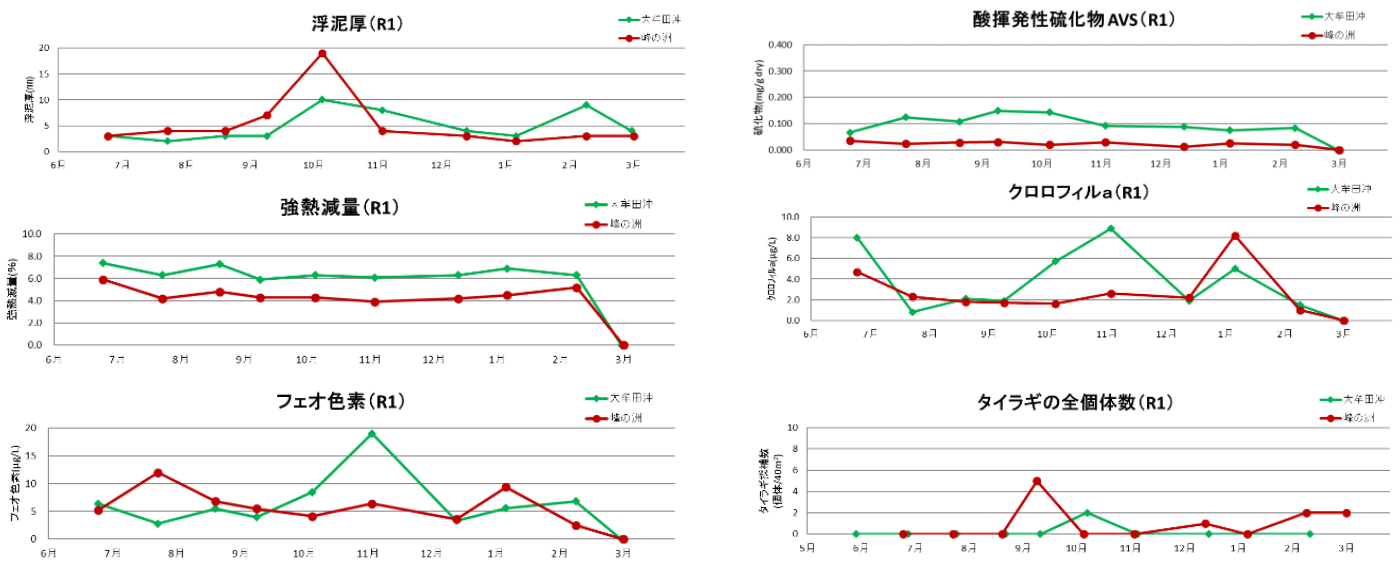 浮泥厚(R1)
大牟田沖
峰の洲
浮泥厚(㎜)
20
15
10
5
0
6月 7月 8月 9月 10月 11月 12月 1月 2月 3月
酸揮発性硫化物AVS(R1)
大牟田沖
峰の洲
硫化物(mg/g dry)
0.400
0.300
0.200
0.100
0.000
6月 7月 8月 9月 10月 11月 12月 1月 2月 3月
強熱減量(R1)
大牟田沖
峰の洲
強熱減量(%)
10.0
8.0
6.0
4.0
2.0
0.0
6月 7月 8月 9月 10月 11月 12月 1月 2月 3月
クロロフィルa(R1)
大牟田沖
峰の洲
クロロフィルa(μg/L)
10.0
8.0
6.0
4.0
2.0
0.0
6月 7月 8月 9月 10月 11月 12月 1月 2月 3月
フェオ色素(R1)
大牟田沖
峰の洲
フェオ色素(μg/L)
20
15
10
5
0
6月 7月 8月 9月 10月 11月 12月 1月 2月 3月
タイラギの全個体数(R1)
大牟田沖
峰の洲
タイラギ採捕数
(個体/40m²)
10
8
6
4
2
0
5月 6月 7月 8月 9月 10月 11月 12月 1月 2月 3月